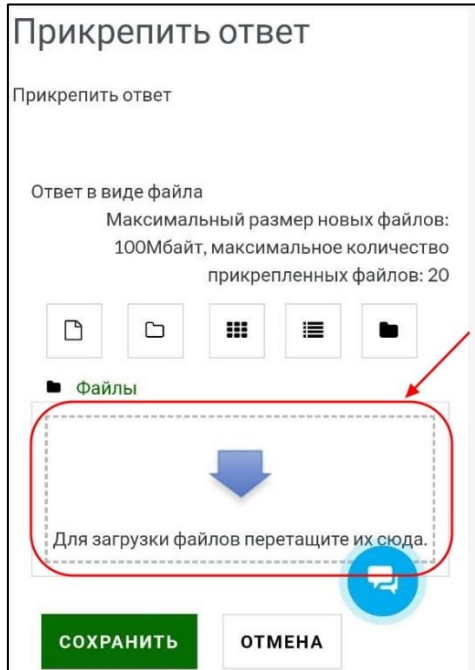 Прикрепить ответ
Прикрепить ответ
Ответ в виде файла
Максимальный размер новых файлов:
100Мбайт, максимальное количество
прикрепленных файлов: 20
Файлы
Для загрузки файлов перетащите их сюда.
СОХРАНИТЬ ОТМЕНА